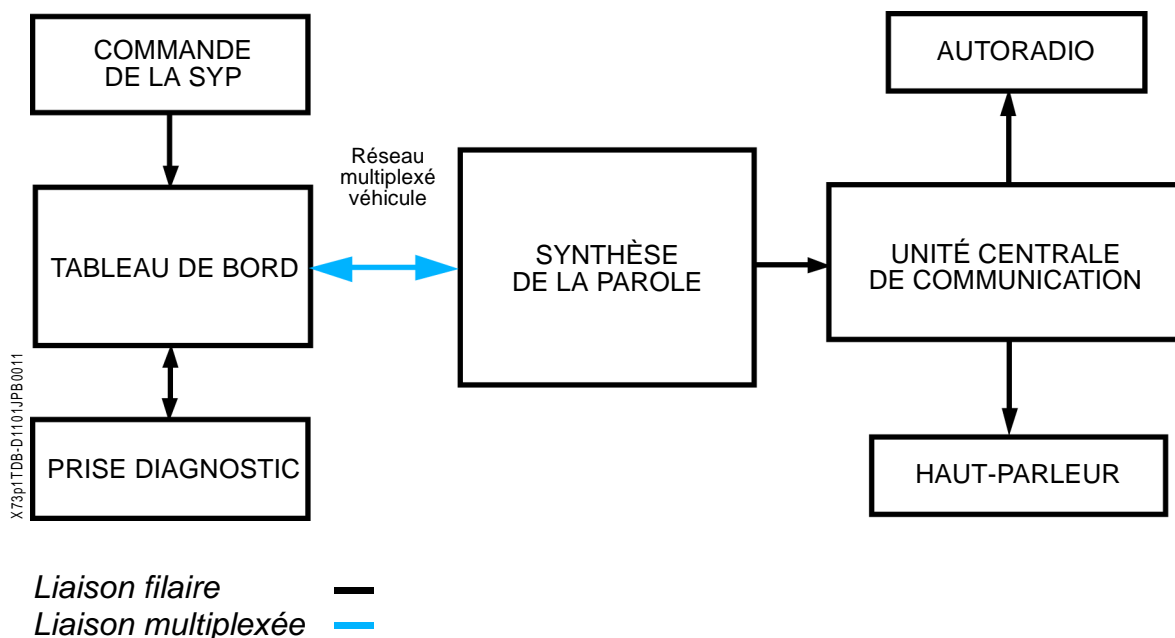 COMMANDE
DE LA SYP
AUTORADIO
Réseau
multiplexé
véhicule
TABLEAU DE BORD
SYNTHÈSE
DE LA PAROLE
UNITÉ CENTRALE
DE COMMUNICATION
PRISE DIAGNOSTIC
HAUT-PARLEUR
X73p1TDB-D1101JPB0011
Liaison filaire
Liaison multiplexée